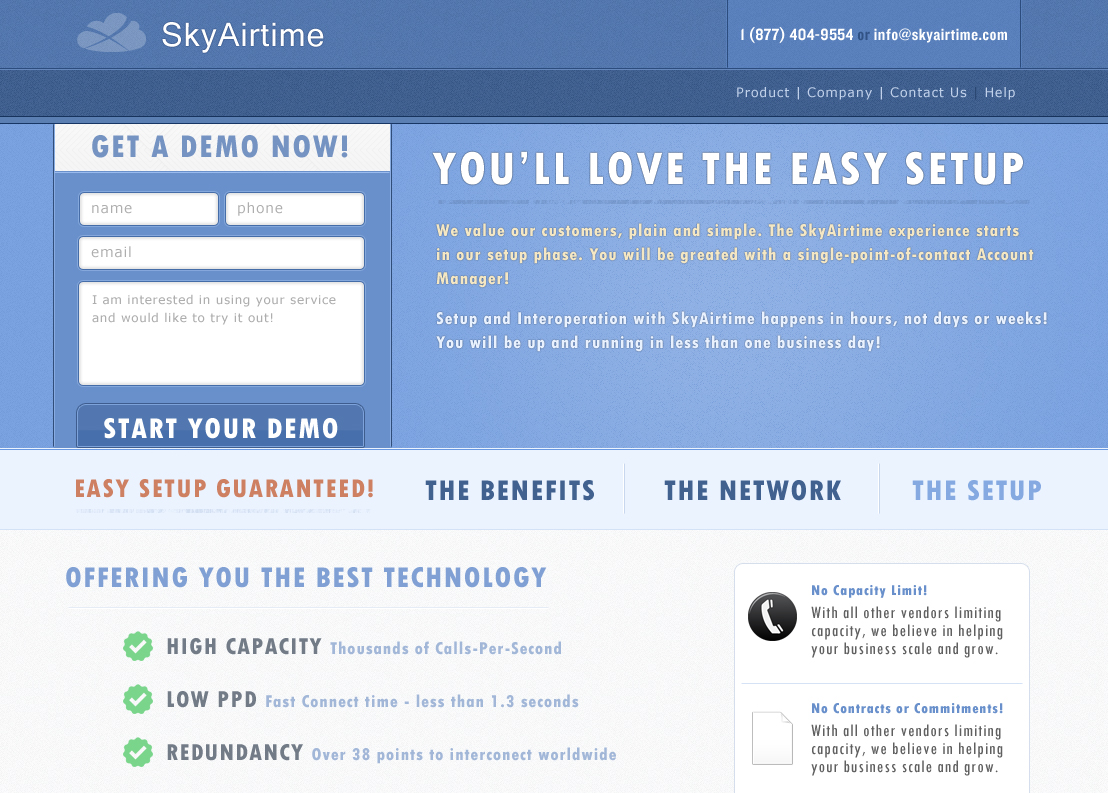 SkyAirtime
1 (877) 404-9554 or info@skyairtime.com
Product | Company | Contact Us | Help
GET A DEMO NOW!
name
phone
email
I am interested in using your service
and would like to try it out!
START YOUR DEMO
YOU'LL LOVE THE EASY SETUP
We value our customers, plain and simple. The SkyAirtime experience starts
in our setup phase. You will be greated with a single-point-of-contact Account
Manager!
Setup and Interoperation with SkyAirtime happens in hours, not days or weeks!
You will be up and running in less than one business day!
EASY SETUP GUARANTEED!
THE BENEFITS
THE NETWORK
THE SETUP
OFFERING YOU THE BEST TECHNOLOGY
HIGH CAPACITY Thousands of Calls-Per-Second
LOW PPD Fast Connect time - less than 1.3 seconds
REDUNDANCY Over 38 points to interconect worldwide
No Capacity Limit!
With all other vendors limiting
capacity, we believe in helping
your business scale and grow.
No Contracts or Commitments!
With all other vendors limiting
capacity, we believe in helping
your business scale and grow.